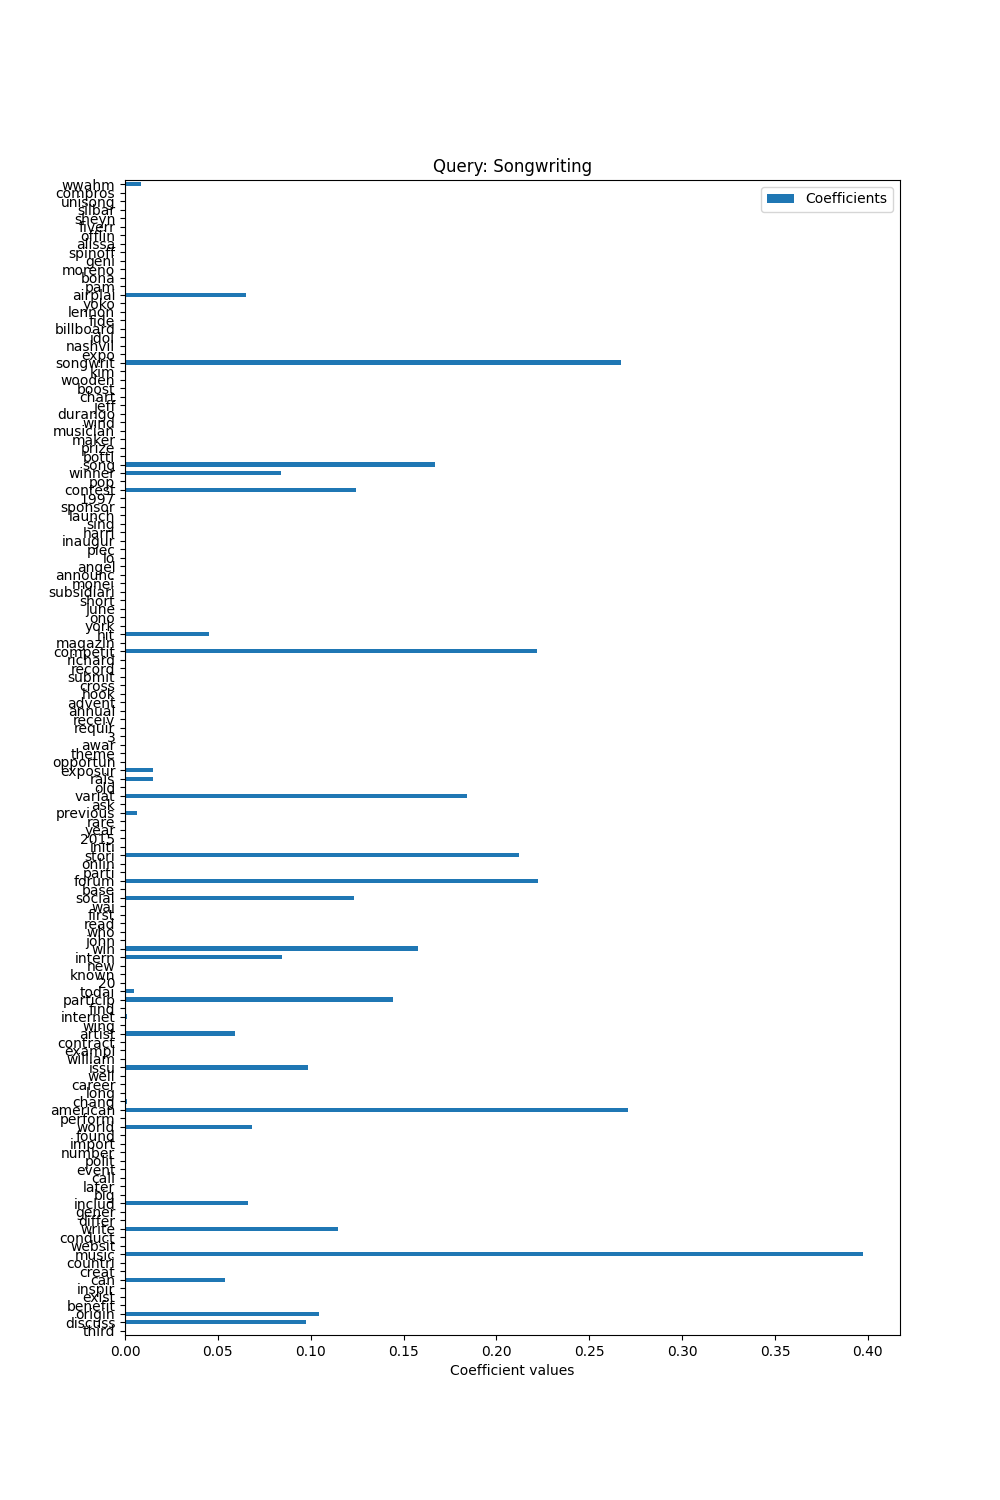 Query: Songwriting
Coefficients
wwahm
compros
unisong
silbar
shevn
fiverr
offlin
alissa
spinoff
geni
moreno
bona
pam
airplai
yoko
lennon
fide
billboard
idol
nashvil
expo
songwrit
kim
wooden
boost
chart
jeff
durango
wind
musician
maker
prize
bottl
song
winner
pop
contest
1997
sponsor
launch
sing
harri
inaugur
piec
lo
angel
announc
monei
subsidiari
short
june
ono
york
hit
magazin
competit
richard
record
submit
cross
hook
advent
annual
receiv
requir
3
awar
theme
opportun
exposur
rais
old
variat
ask
previous
rare
year
2015
initi
stori
onlin
parti
forum
base
social
wai
first
read
who
john
win
intern
new
known
20
todai
particip
find
internet
wing
artist
contract
exampl
william
issu
well
career
long
chang
american
perform
world
found
import
number
polit
event
call
later
big
includ
gener
differ
write
conduct
websit
music
countri
creat
can
inspir
exist
benefit
origin
discuss
third
0.00 0.05 0.10 0.15 0.20 0.25 0.30 0.35 0.40
Coefficient values